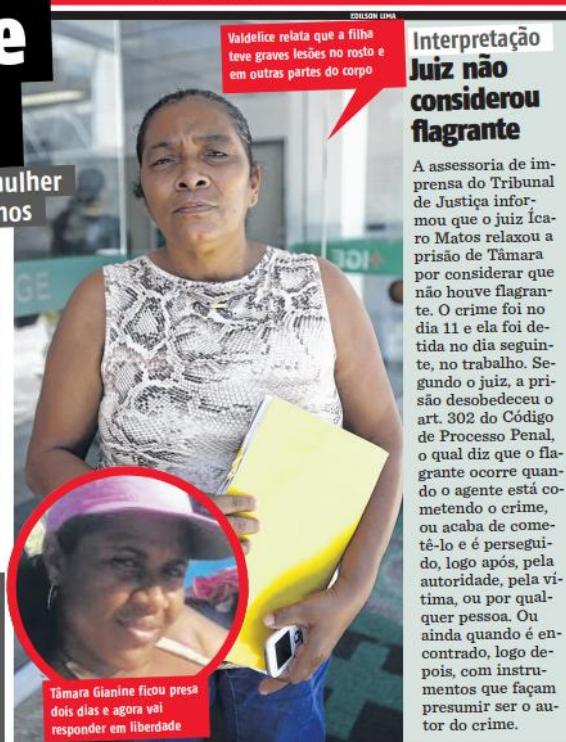 e
EDILSON LIMA
mulher
nos
Valdelice relata que a filha
teve graves lesões no rosto e
em outras partes do corpo
IGE
IGE
Tâmara Gianine ficou presa
dois dias e agora vai
responder em liberdade
Interpretação
Juiz não
considerou
flagrante
A assessoria de im-
prensa do Tribunal
de Justiça infor-
mou que o juiz Íca-
ro Matos relaxou a
prisão de Tâmara
por considerar que
não houve flagran-
te. O crime foi no
dia 11 e ela foi de-
tida no dia seguin-
te, no trabalho. Se-
gundo o juiz, a pri-
são desobedeceu o
art. 302 do Código
de Processo Penal,
o qual diz que o fla-
grante ocorre quan-
do o agente está co-
metendo o crime,
ou acaba de come-
tê-lo e é persegui-
do, logo após, pela
autoridade, pela ví-
tima, ou por qual-
quer pessoa. Ou
ainda quando é en-
contrado, logo de-
pois, com instru-
mentos que façam
presumir ser o au-
tor do crime.